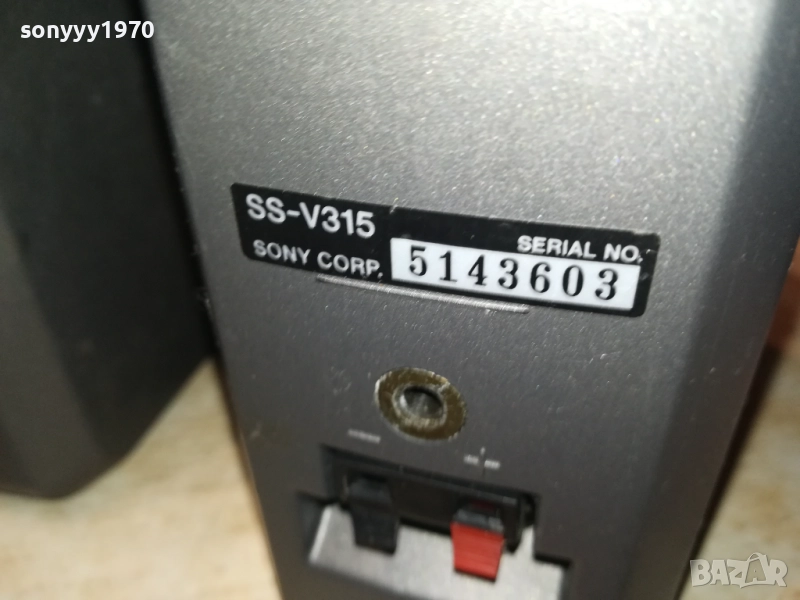 sonyyy1970
SS-V315
SERIAL NO.
SONY CORP.
5143603
BAZAR